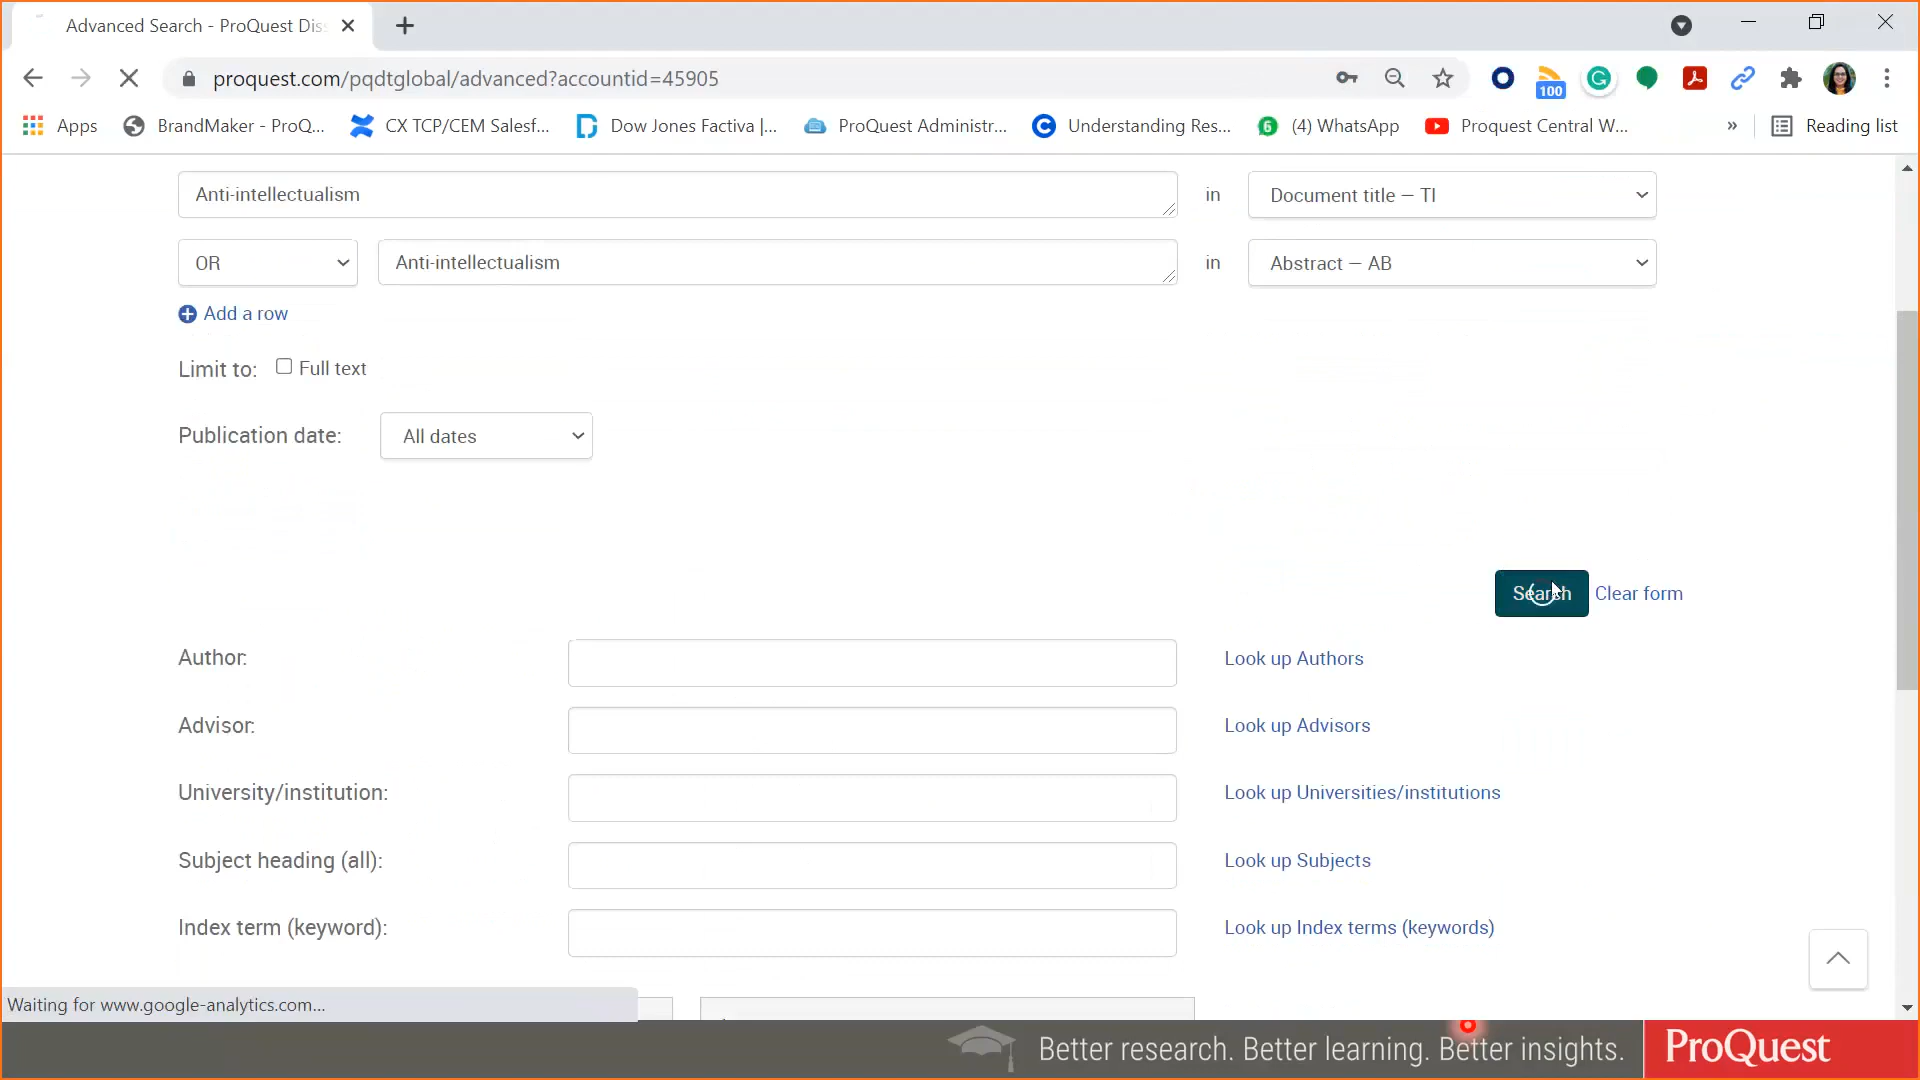 Advanced Search - ProQuest Dis
proquest.com/pqdtglobal/advanced?accountid=45905
100
Apps BrandMaker - ProQ... CX TCP/CEM Salesf... Dow Jones Factiva |... ProQuest Administr... Understanding Res... 6 (4) WhatsApp Proquest Central W... » Reading list
Anti-intellectualism in Document title — TI
OR Anti-intellectualism in Abstract — AB
Add a row
Limit to: Full text
Publication date: All dates
Search Clear form
Author: Look up Authors
Advisor: Look up Advisors
University/institution: Look up Universities/institutions
Subject heading (all): Look up Subjects
Index term (keyword): Look up Index terms (keywords)
Waiting for www.google-analytics.com...
Better research. Better learning. Better insights. ProQuest